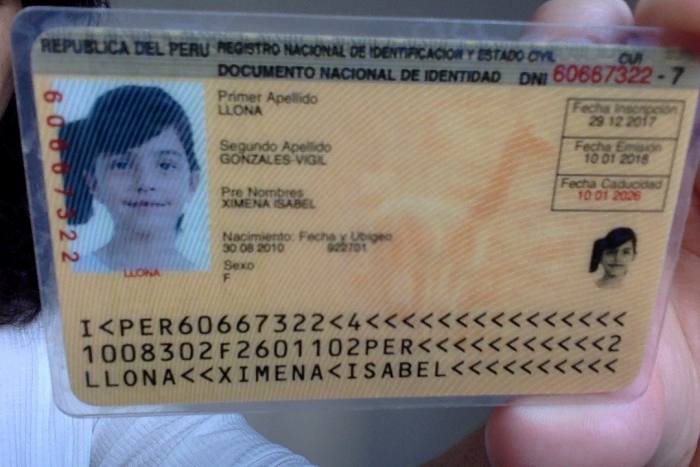 REPUBLICA DEL PERU REGISTRO NACIONAL DE IDENTIFICACION Y ESTADO CIVIL
CUI
DOCUMENTO NACIONAL DE IDENTIDAD DNI 60667322 - 7
Primer Apellido
LLONA
Segundo Apellido
GONZALES-VIGIL
Pre Nombres
XIMENA ISABEL
Nacimiento: Fecha y Ubigeo
30 08 2010 922701
Sexo
F
Fecha Inscripción
29 12 2017
Fecha Emisión
10 01 2018
Fecha Caducidad
10 01 2026
60667322
LLONA
I<PER60667322<4<<<<<<<<<<<<<<<
1008302F2601102PER<<<<<<<<<<<2
LLONA<<XIMENA<ISABEL<<<<<<<<<<